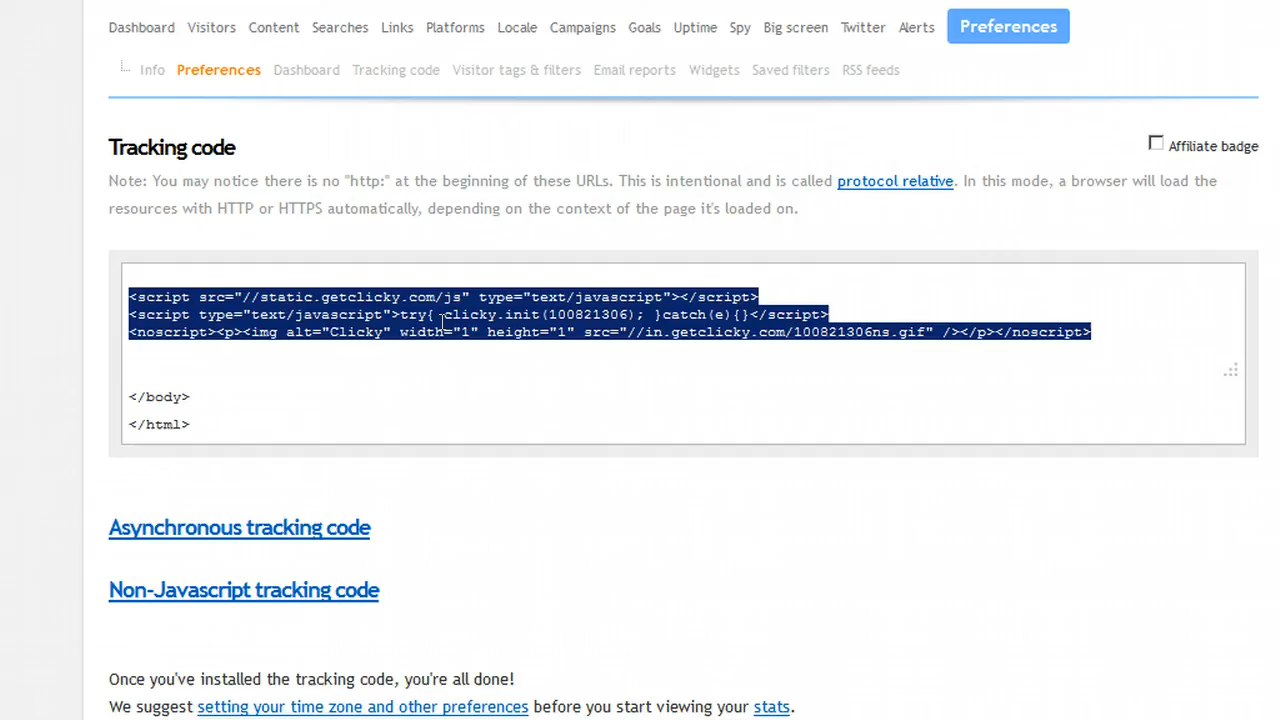 Dashboard Visitors Content Searches Links Platforms Locale Campaigns Goals Uptime Spy Big screen Twitter Alerts Preferences
Info Preferences Dashboard Tracking code Visitor tags & filters Email reports Widgets Saved filters RSS feeds
Tracking code
Affiliate badge
Note: You may notice there is no "http:" at the beginning of these URLs. This is intentional and is called protocol relative. In this mode, a browser will load the
resources with HTTP or HTTPS automatically, depending on the context of the page it's loaded on.
<script src="//static.getclicky.com/js" type="text/javascript"></script>
<script type="text/javascript">try{ clicky.init(100821306); }catch(e){}</script>
<noscript><p><img alt="Clicky" width="1" height="1" src="//in.getclicky.com/100821306ns.gif" /></p></noscript>
</body>
</html>
Asynchronous tracking code
Non-Javascript tracking code
Once you've installed the tracking code, you're all done!
We suggest setting your time zone and other preferences before you start viewing your stats.